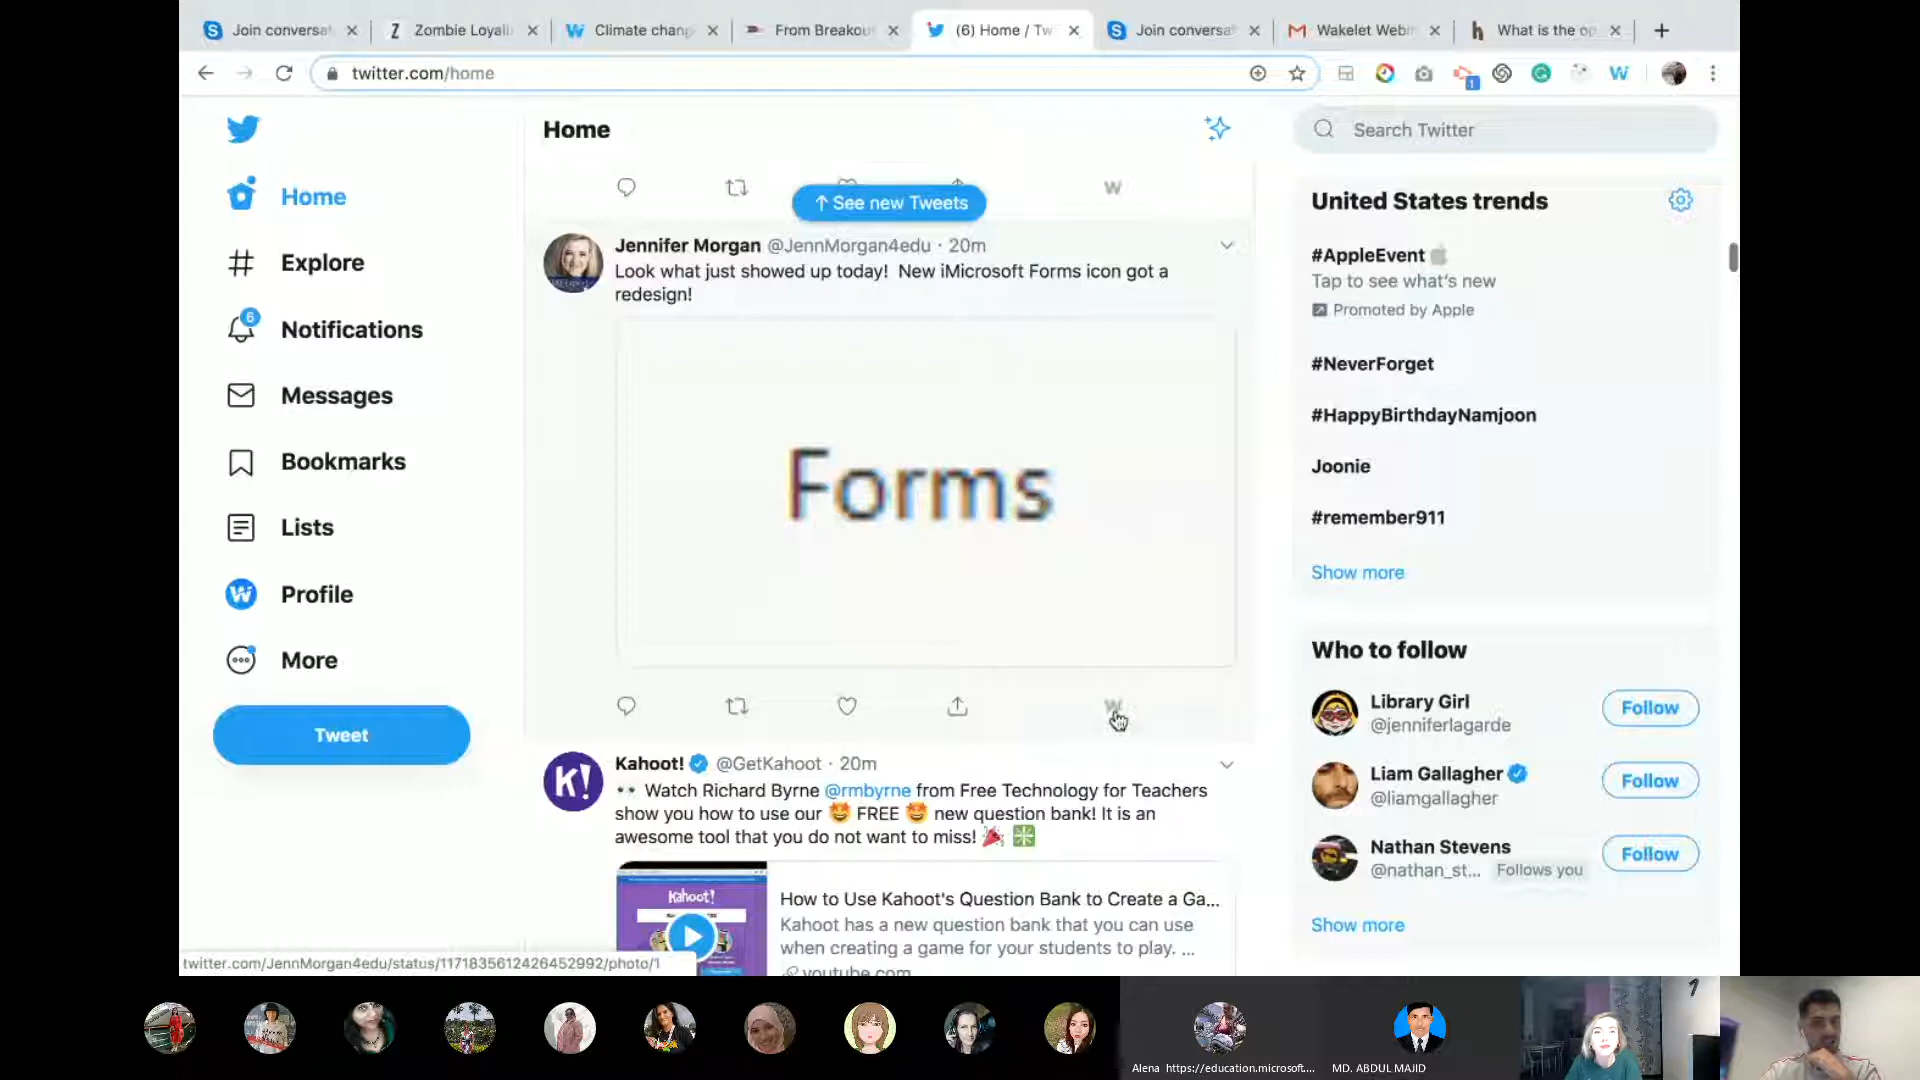 Join conversat
Zombie Loyali
Climate chang
From Breakou
(6) Home / Tw
Join conversat
Wakelet Webin
What is the op
twitter.com/home
1
Home
Search Twitter
Home
Explore
6
Notifications
Messages
Bookmarks
Lists
Profile
More
Tweet
See new Tweets
Jennifer Morgan @JennMorgan4edu · 20m
Look what just showed up today! New iMicrosoft Forms icon got a
redesign!
Forms
Kahoot! @GetKahoot · 20m
Watch Richard Byrne @rmbyrne from Free Technology for Teachers
show you how to use our FREE new question bank! It is an
awesome tool that you do not want to miss!
K!
Kahoot!
How to Use Kahoot's Question Bank to Create a Ga...
Kahoot has a new question bank that you can use
when creating a game for your students to play. ...
youtube.com
United States trends
#AppleEvent
Tap to see what's new
Promoted by Apple
#NeverForget
#HappyBirthdayNamjoon
Joonie
#remember911
Show more
Who to follow
Library Girl
@jenniferlagarde
Follow
Liam Gallagher
@liamgallagher
Follow
Nathan Stevens
@nathan_st... Follows you
Follow
Show more
twitter.com/JennMorgan4edu/status/1171835612426452992/photo/1
Alena https://education.microsoft....
MD. ABDUL MAJID